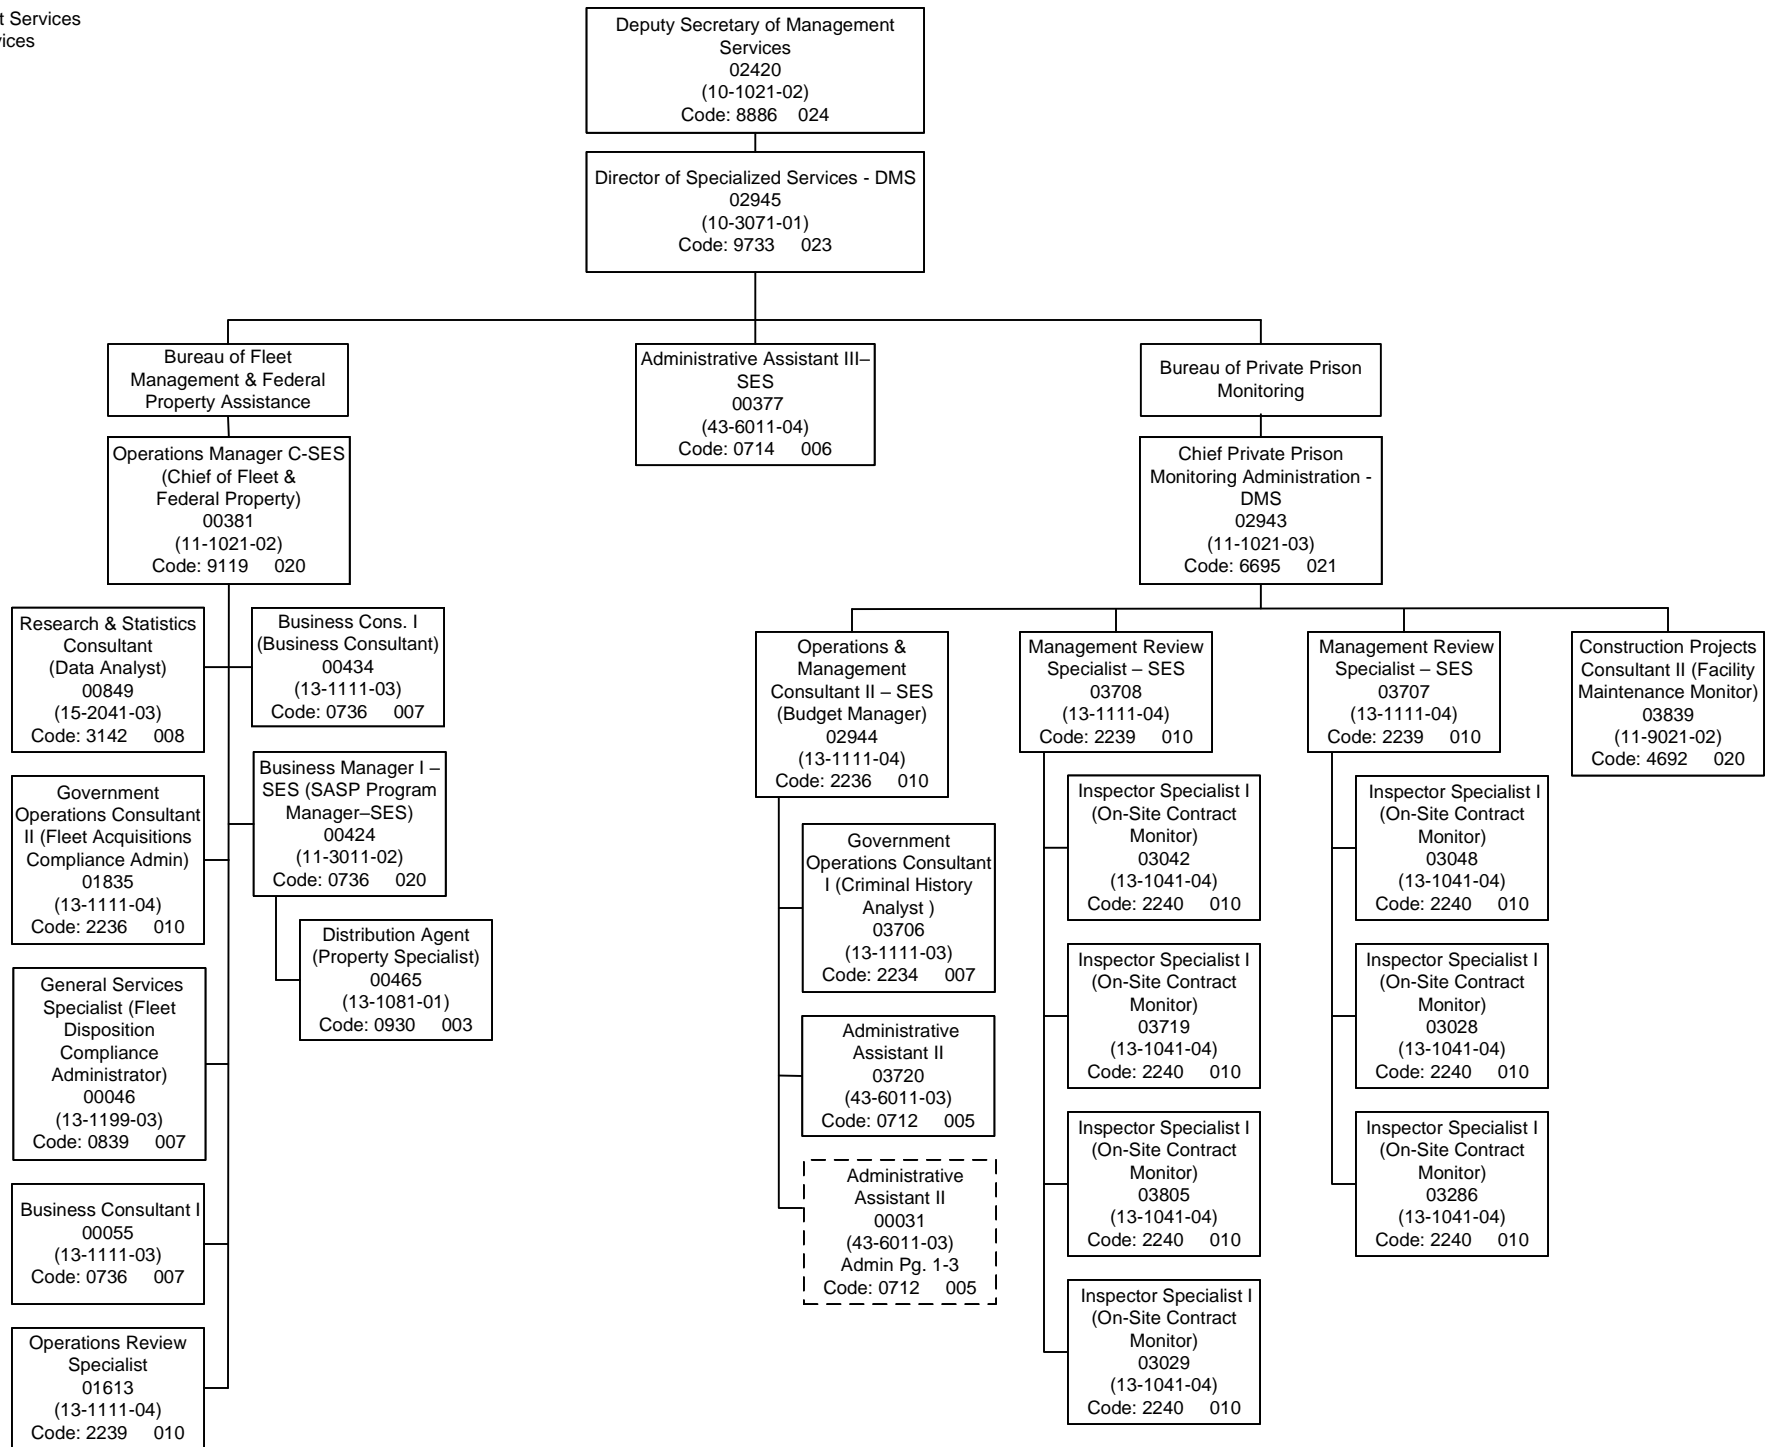 t Services
vices
Deputy Secretary of Management
Services
02420
(10-1021-02)
Code: 8886 024
Director of Specialized Services - DMS
02945
(10-3071-01)
Code: 9733 023
Bureau of Fleet
Management & Federal
Property Assistance
Administrative Assistant III–
SES
00377
(43-6011-04)
Code: 0714 006
Bureau of Private Prison
Monitoring
Operations Manager C-SES
(Chief of Fleet &
Federal Property)
00381
(11-1021-02)
Code: 9119 020
Chief Private Prison
Monitoring Administration -
DMS
02943
(11-1021-03)
Code: 6695 021
Research & Statistics
Consultant
(Data Analyst)
00849
(15-2041-03)
Code: 3142 008
Business Cons. I
(Business Consultant)
00434
(13-1111-03)
Code: 0736 007
Government
Operations Consultant
II (Fleet Acquisitions
Compliance Admin)
01835
(13-1111-04)
Code: 2236 010
Business Manager I –
SES (SASP Program
Manager–SES)
00424
(11-3011-02)
Code: 0736 020
Distribution Agent
(Property Specialist)
00465
(13-1081-01)
Code: 0930 003
General Services
Specialist (Fleet
Disposition
Compliance
Administrator)
00046
(13-1199-03)
Code: 0839 007
Business Consultant I
00055
(13-1111-03)
Code: 0736 007
Operations Review
Specialist
01613
(13-1111-04)
Code: 2239 010
Operations &
Management
Consultant II – SES
(Budget Manager)
02944
(13-1111-04)
Code: 2236 010
Government
Operations Consultant
I (Criminal History
Analyst )
03706
(13-1111-03)
Code: 2234 007
Administrative
Assistant II
03720
(43-6011-03)
Code: 0712 005
Administrative
Assistant II
00031
(43-6011-03)
Admin Pg. 1-3
Code: 0712 005
Management Review
Specialist – SES
03708
(13-1111-04)
Code: 2239 010
Inspector Specialist I
(On-Site Contract
Monitor)
03042
(13-1041-04)
Code: 2240 010
Inspector Specialist I
(On-Site Contract
Monitor)
03719
(13-1041-04)
Code: 2240 010
Inspector Specialist I
(On-Site Contract
Monitor)
03805
(13-1041-04)
Code: 2240 010
Inspector Specialist I
(On-Site Contract
Monitor)
03029
(13-1041-04)
Code: 2240 010
Management Review
Specialist – SES
03707
(13-1111-04)
Code: 2239 010
Inspector Specialist I
(On-Site Contract
Monitor)
03048
(13-1041-04)
Code: 2240 010
Inspector Specialist I
(On-Site Contract
Monitor)
03028
(13-1041-04)
Code: 2240 010
Inspector Specialist I
(On-Site Contract
Monitor)
03286
(13-1041-04)
Code: 2240 010
Construction Projects
Consultant II (Facility
Maintenance Monitor)
03839
(11-9021-02)
Code: 4692 020